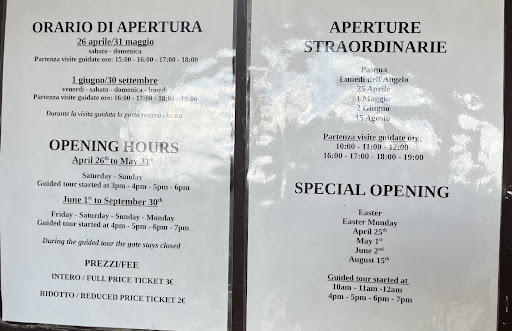 ORARIO DI APERTURA
26 aprile/31 maggio
sabato - domenica
Partenza visite guidate ore: 15:00 - 16:00 - 17:00 - 18:00
1 giugno/30 settembre
venerdì - sabato - domenica - lunedì
Partenza visite guidate ore: 16:00 - 17:00 - 18:00 - 19:00
Durante la visita guidata la porta resterà chiusa
OPENING HOURS
April 26th to May 31st
Saturday - Sunday
Guided tour started at 3pm - 4pm - 5pm - 6pm
June 1st to September 30th
Friday - Saturday - Sunday - Monday
Guided tour started at 4pm - 5pm - 6pm - 7pm
During the guided tour the gate stays closed
PREZZI/FEE
INTERO / FULL PRICE TICKET 3€
RIDOTTO / REDUCED PRICE TICKET 2€
APERTURE
STRAORDINARIE
Pasqua
Lunedì dell'Angelo
25 Aprile
1 Maggio
2 Giugno
15 Agosto
Partenza visite guidate ore:
10:00 - 11:00 - 12:00
16:00 - 17:00 - 18:00 - 19:00
SPECIAL OPENING
Easter
Easter Monday
April 25th
May 1st
June 2nd
August 15th
Guided tour started at
10am - 11am -12am
4pm - 5pm - 6pm - 7pm